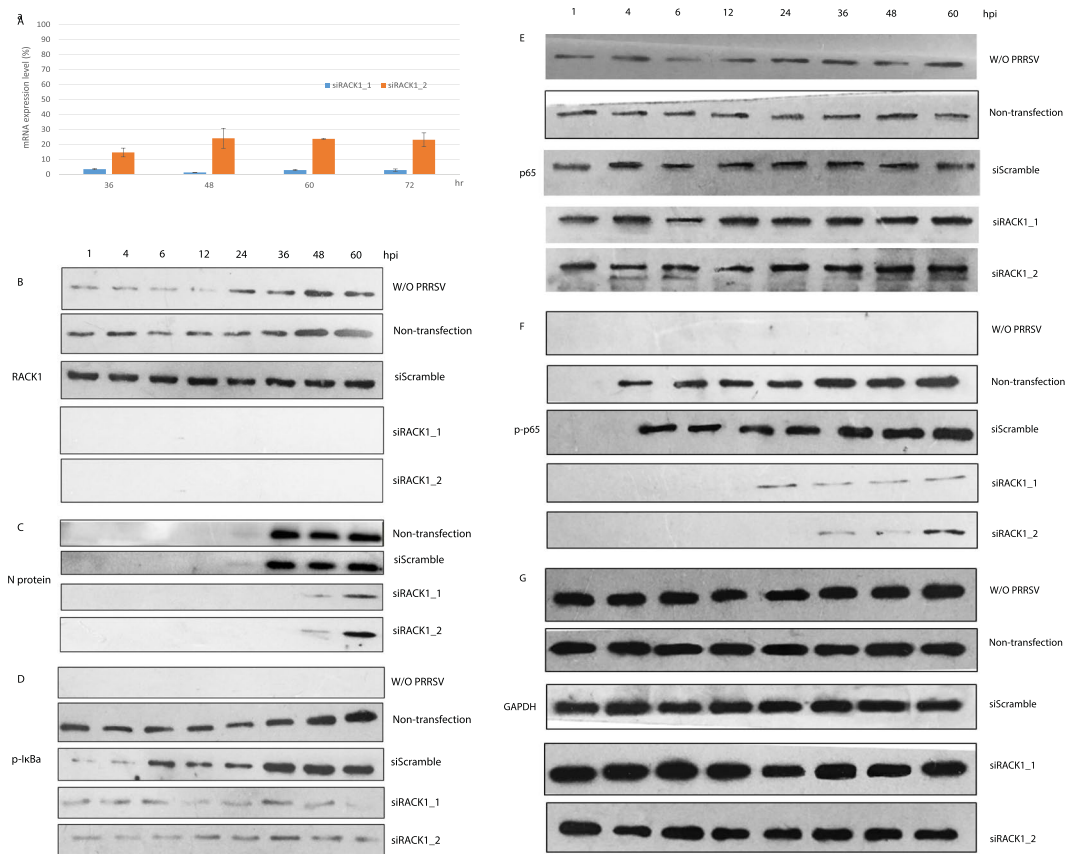 a
A
mRNA expression level (%)
100
90
80
70
60
50
40
30
20
10
0
siRACK1_1 siRACK1_2
36 48 60 72 hr
1 4 6 12 24 36 48 60 hpi
B
RACK1
W/O PRRSV
Non-transfection
siScramble
siRACK1_1
siRACK1_2
C
N protein
Non-transfection
siScramble
siRACK1_1
siRACK1_2
D
p-IκBa
W/O PRRSV
Non-transfection
siScramble
siRACK1_1
siRACK1_2
1 4 6 12 24 36 48 60 hpi
E
p65
W/O PRRSV
Non-transfection
siScramble
siRACK1_1
siRACK1_2
F
p-p65
W/O PRRSV
Non-transfection
siScramble
siRACK1_1
siRACK1_2
G
GAPDH
W/O PRRSV
Non-transfection
siScramble
siRACK1_1
siRACK1_2